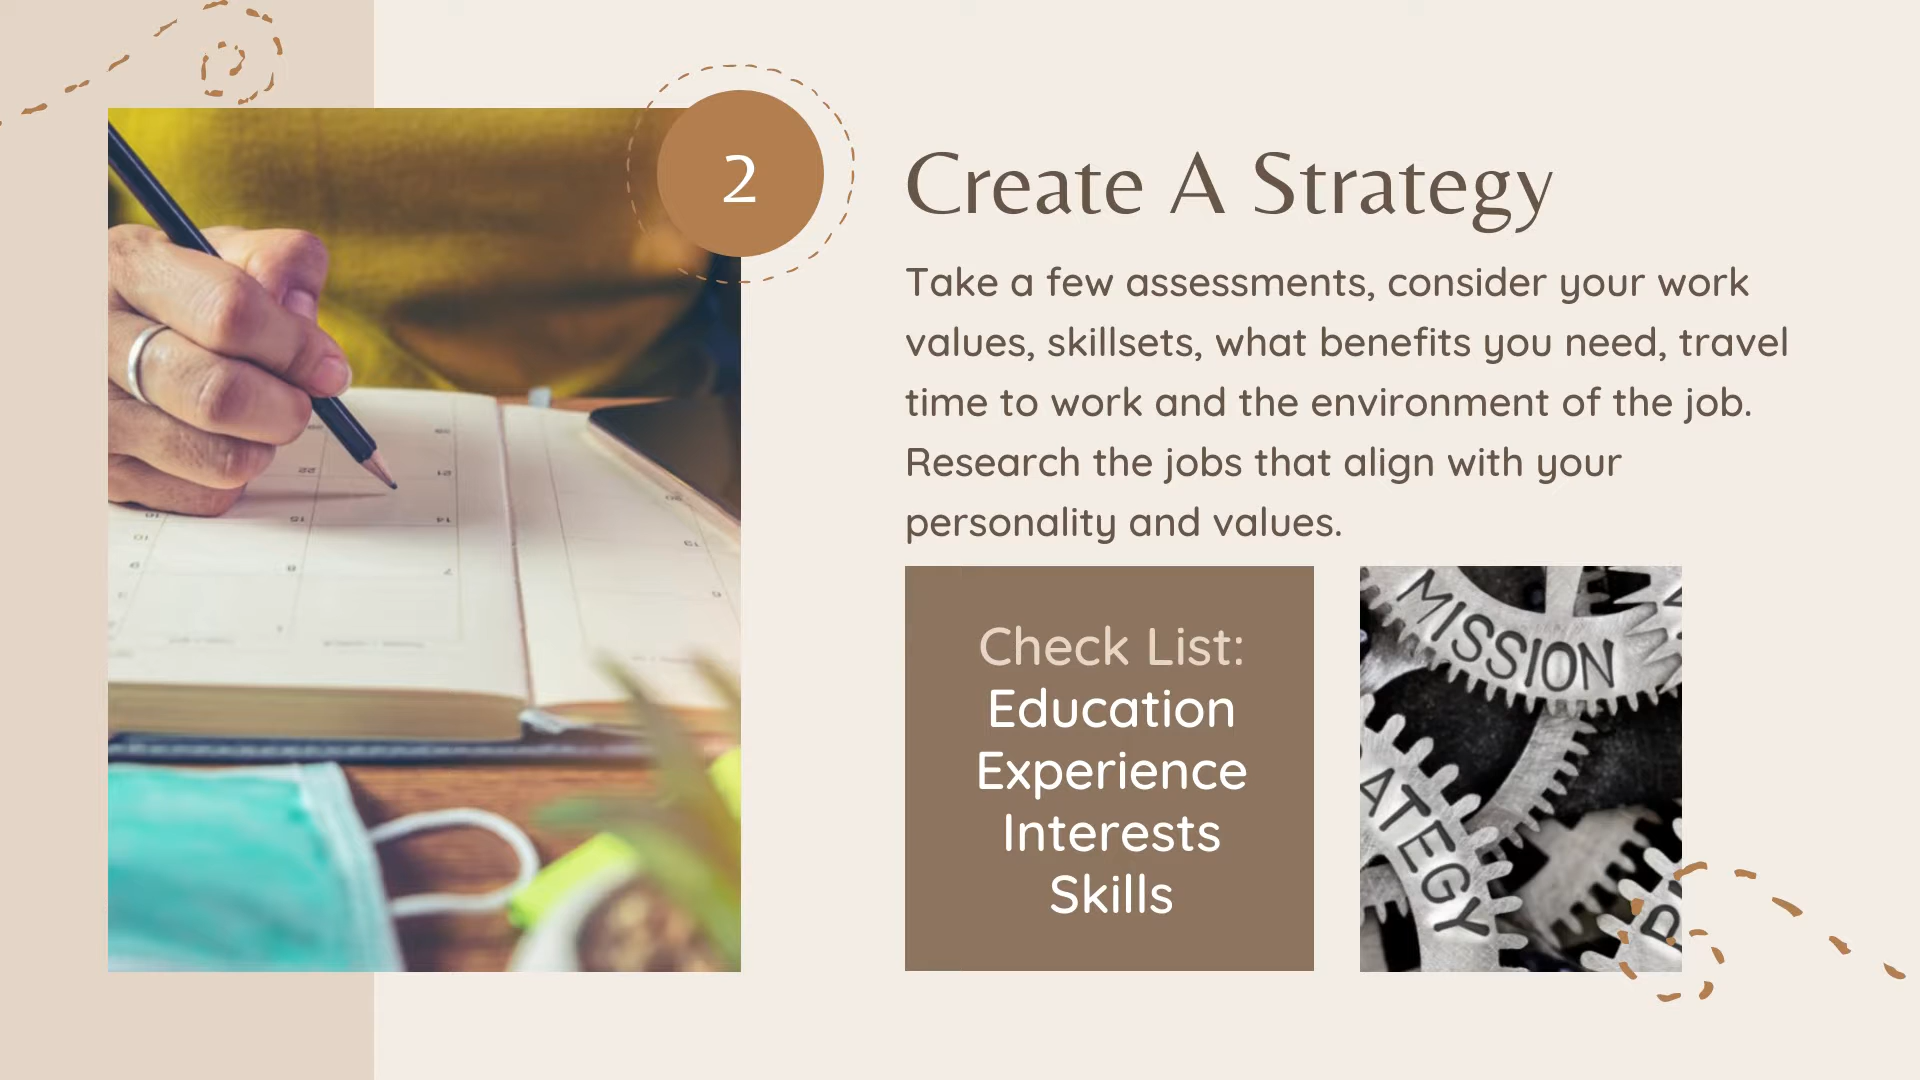 2
Create A Strategy
Take a few assessments, consider your work
values, skillsets, what benefits you need, travel
time to work and the environment of the job.
Research the jobs that align with your
personality and values.
Check List:
Education
Experience
Interests
Skills
MISSION
ATEGY